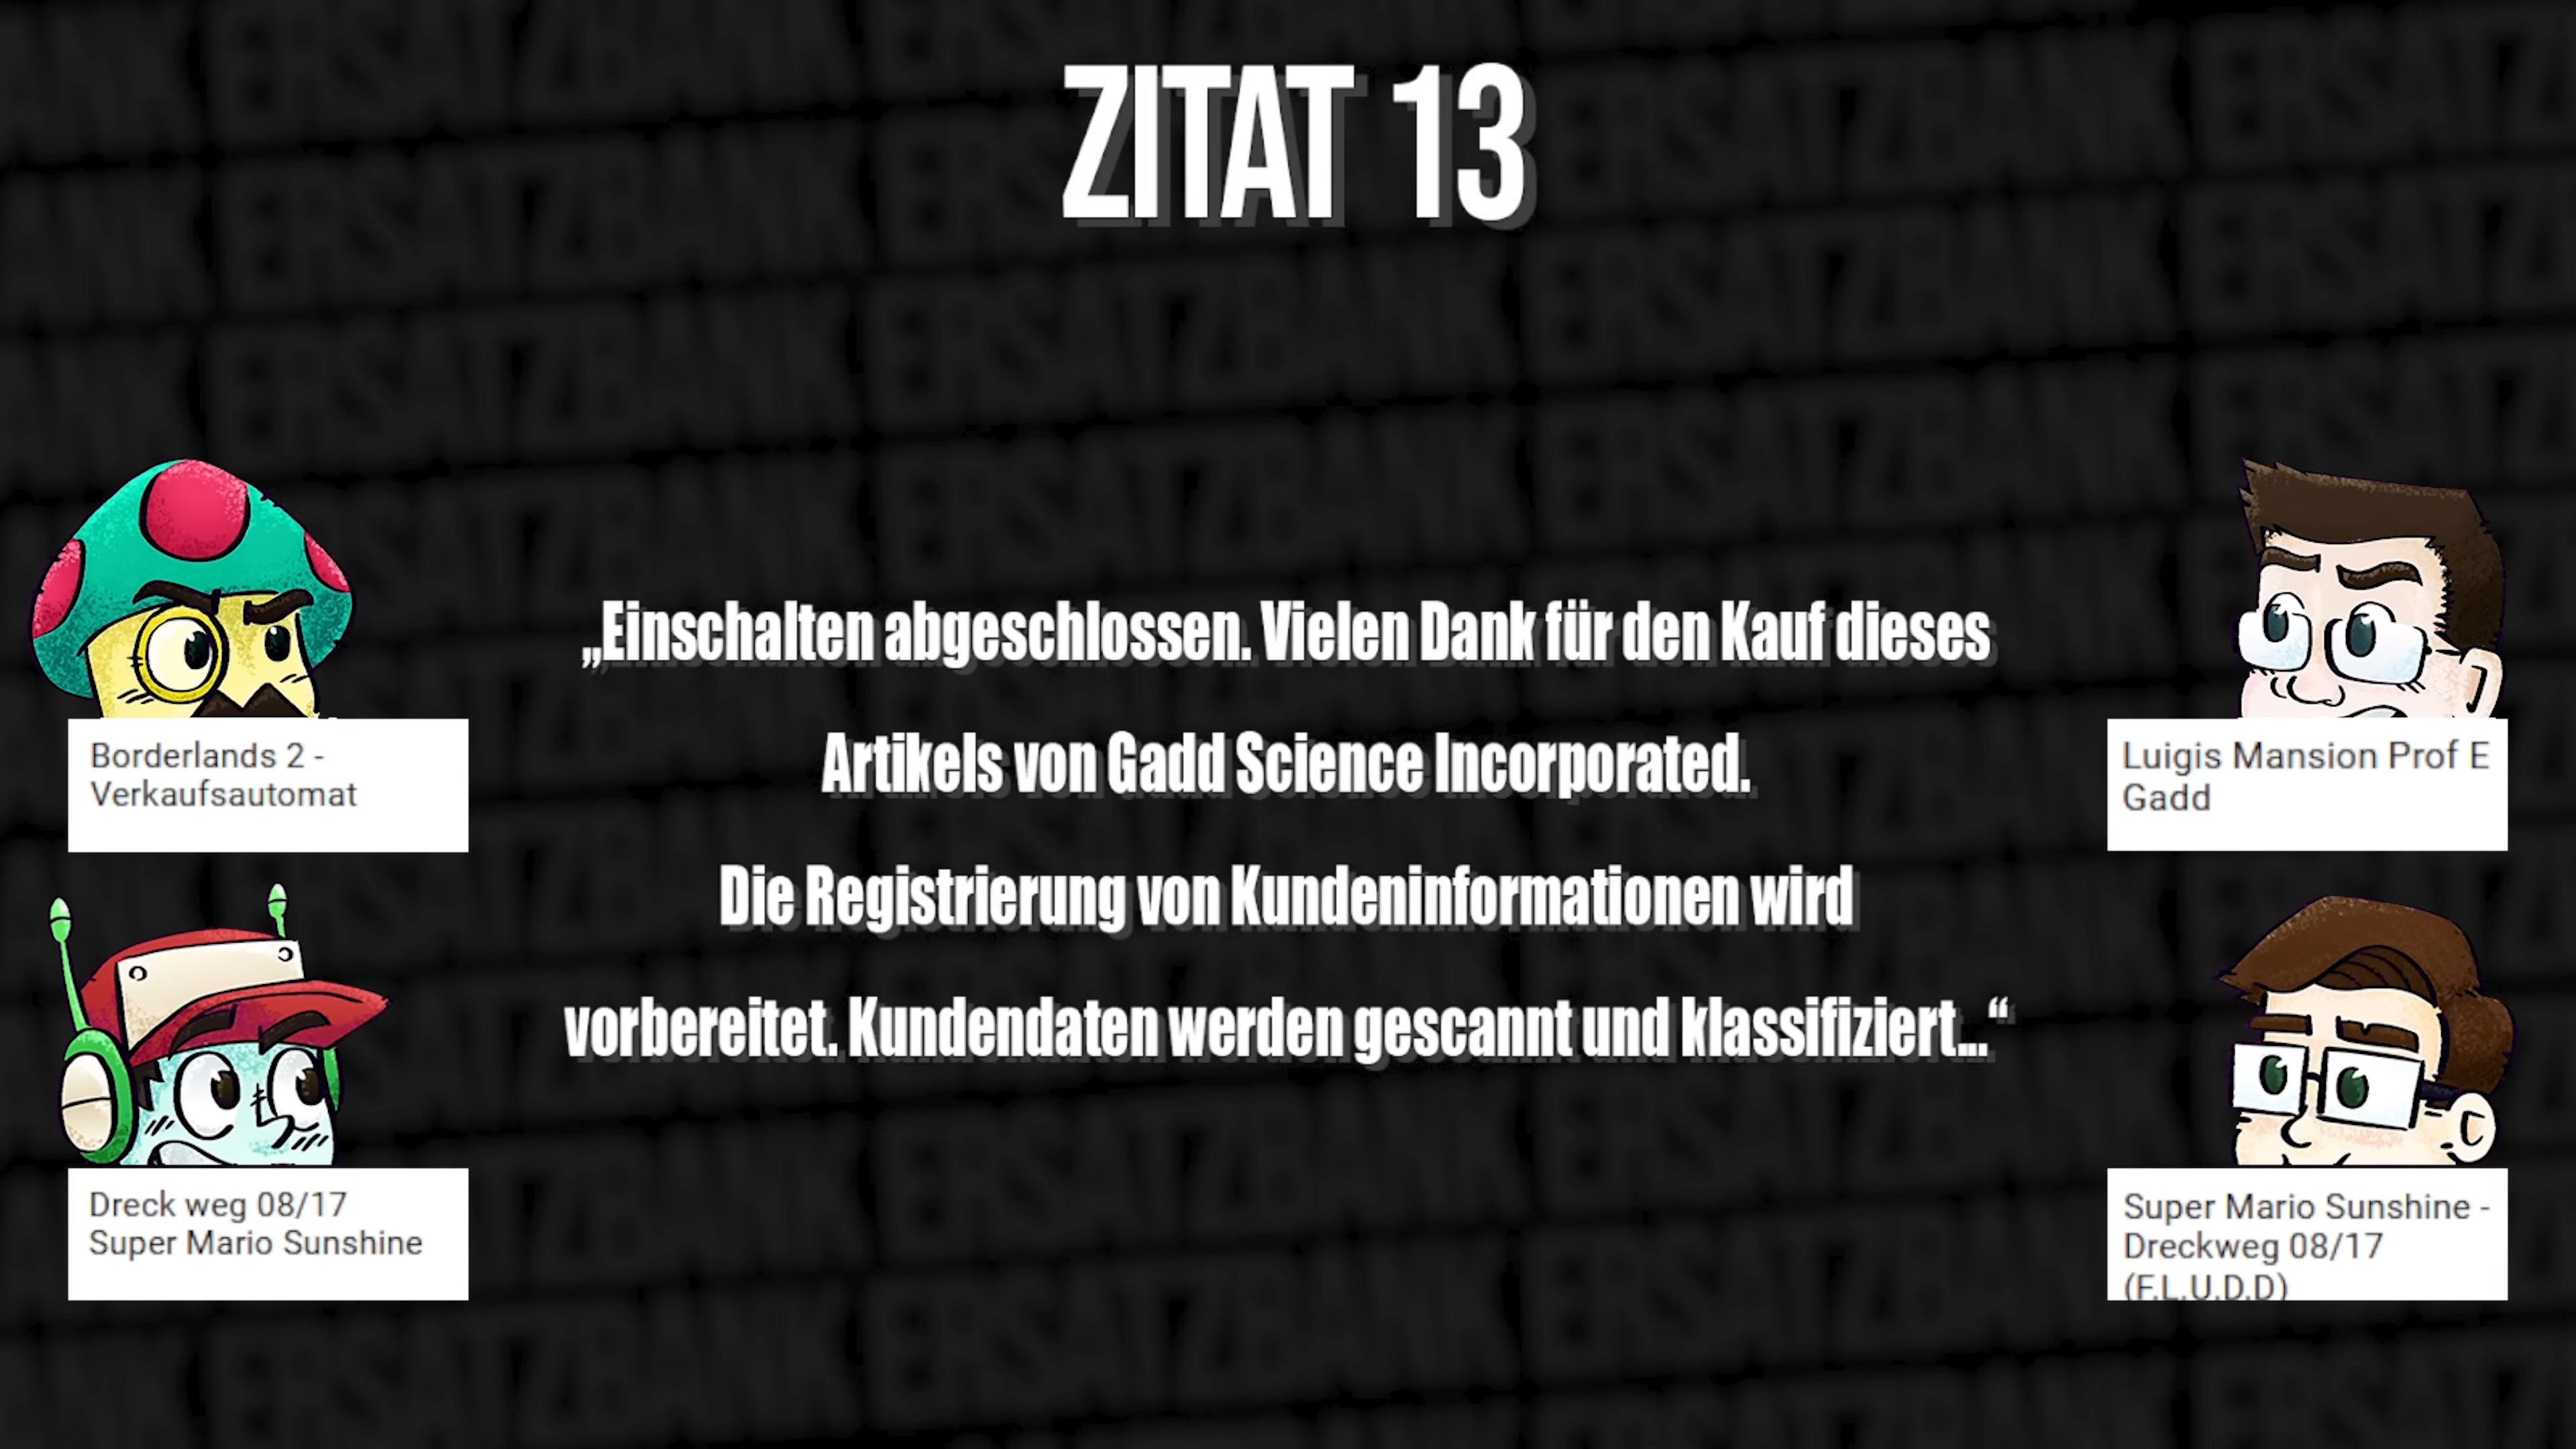 ZITAT 13
„Einschalten abgeschlossen. Vielen Dank für den Kauf dieses
Artikels von Gadd Science Incorporated.
Die Registrierung von Kundeninformationen wird
vorbereitet. Kundendaten werden gescannt und klassifiziert...“
Borderlands 2 -
Verkaufsautomat
Luigis Mansion Prof E
Gadd
Dreck weg 08/17
Super Mario Sunshine
Super Mario Sunshine -
Dreckweg 08/17
(F.L.U.D.D)
ERSATZBANK